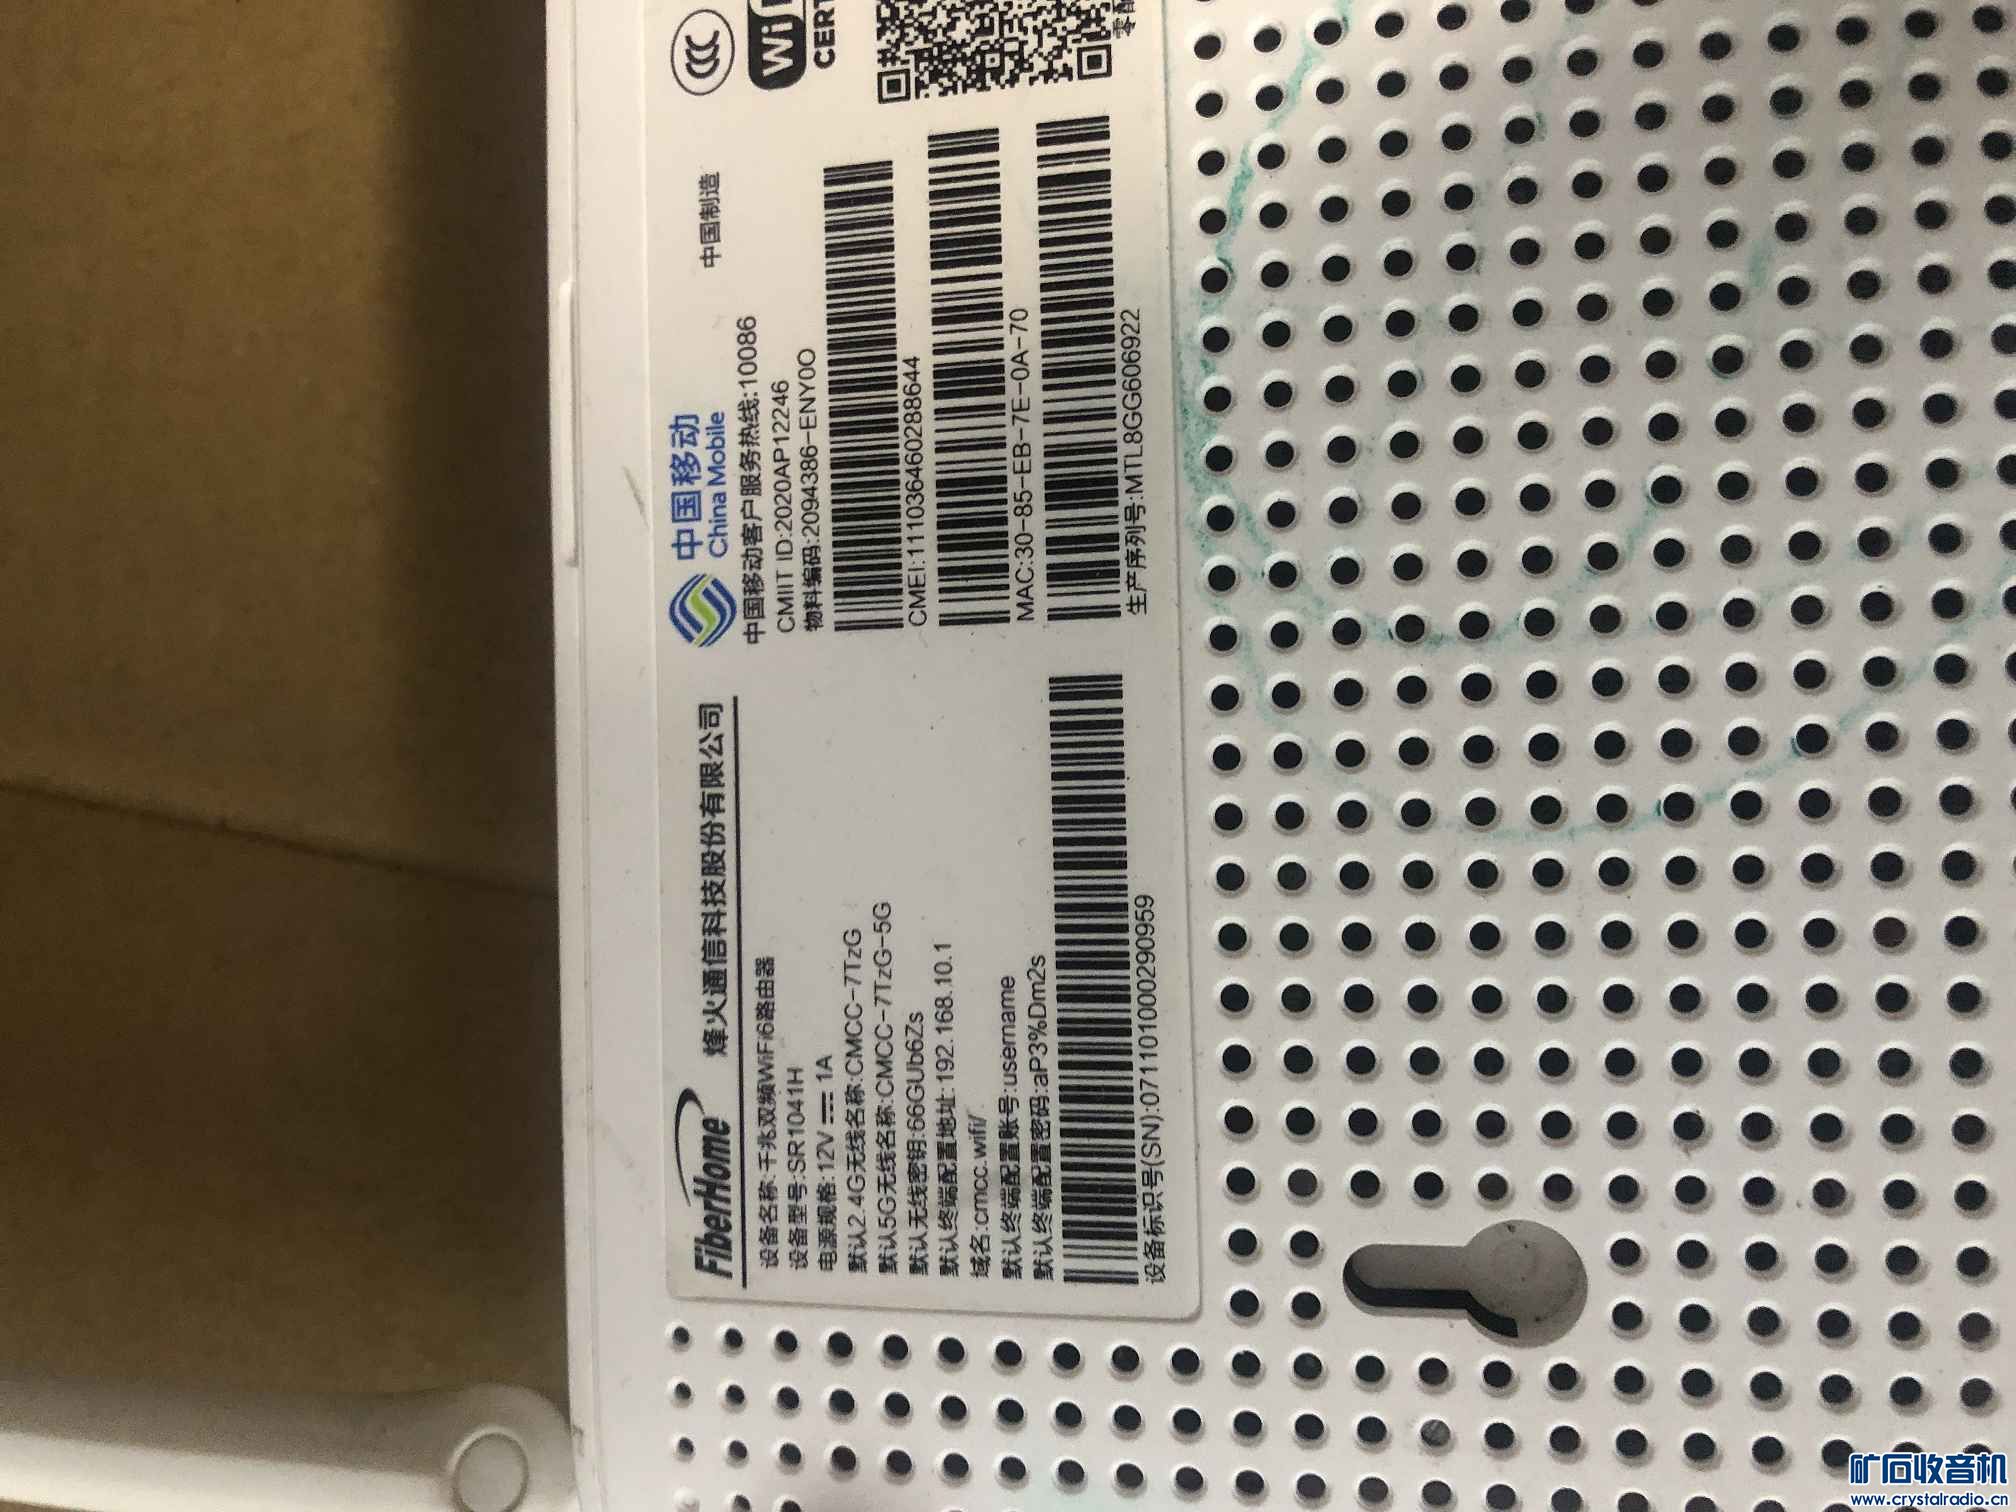 FiberHome 烽火通信科技股份有限公司
设备名称:千兆双频WiFi6路由器
设备型号:SR1041H
电源规格:12V⎓1A
默认2.4G无线名称:CMCC-7TzG
默认5G无线名称:CMCC-7TzG-5G
默认无线密钥:66GUb6Zs
默认终端配置地址:192.168.10.1
域名:cmcc.wifi/
默认终端配置账号:username
默认终端配置密码:aP3%Dm2s
设备标识号(SN):07110101000290959
中国移动
China Mobile
中国制造
中国移动客户服务热线:10086
CMIIT ID:2020AP12246
物料编码:2094386-ENY0O
CMEI:111036460288644
MAC:30-85-EB-7E-0A-70
生产序列号:MTL8GG606922
CCC
矿石收音机
www.crystalradio.cn